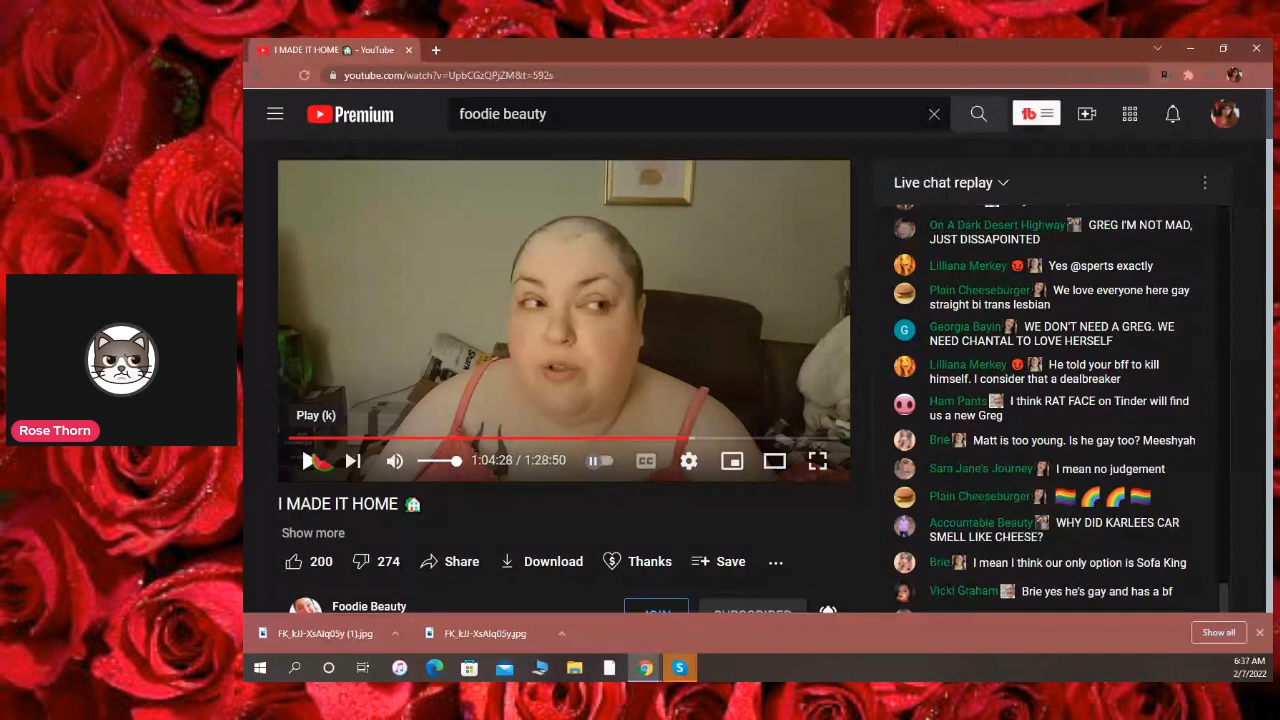 I MADE IT HOME 🏠 - YouTube
youtube.com/watch?v=UpbCGzQPjZM&t=592s
Premium
foodie beauty
Live chat replay
On A Dark Desert Highway GREG I'M NOT MAD,
JUST DISSAPOINTED
Lilliana Merkey Yes @sperts exactly
Plain Cheeseburger We love everyone here gay
straight bi trans lesbian
G
Georgia Bayin WE DON'T NEED A GREG. WE
NEED CHANTAL TO LOVE HERSELF
Lilliana Merkey He told your bff to kill
himself. I consider that a dealbreaker
Ham Pants I think RAT FACE on Tinder will find
us a new Greg
Brie Matt is too young. Is he gay too? Meeshyah
Sara Jane's Journey I mean no judgement
Plain Cheeseburger 🏳️‍🌈 🌈 🌈 🏳️‍🌈
Accountable Beauty WHY DID KARLEES CAR
SMELL LIKE CHEESE?
Brie I mean I think our only option is Sofa King
Vicki Graham Brie yes he's gay and has a bf
Shark
Play (k)
1:04:28 / 1:28:50
CC
I MADE IT HOME 🏠
Show more
200 274 Share Download Thanks Save ...
Foodie Beauty
JOIN SUBSCRIBED
Rose Thorn
FK_kJJ-XsAIq05y (1).jpg
FK_kJJ-XsAIq05y.jpg
Show all
6:37 AM
2/7/2022